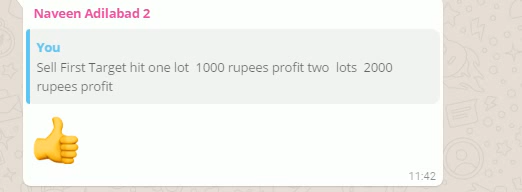 Naveen Adilabad 2
You
Sell First Target hit one lot 1000 rupees profit two lots 2000
rupees profit
11:42